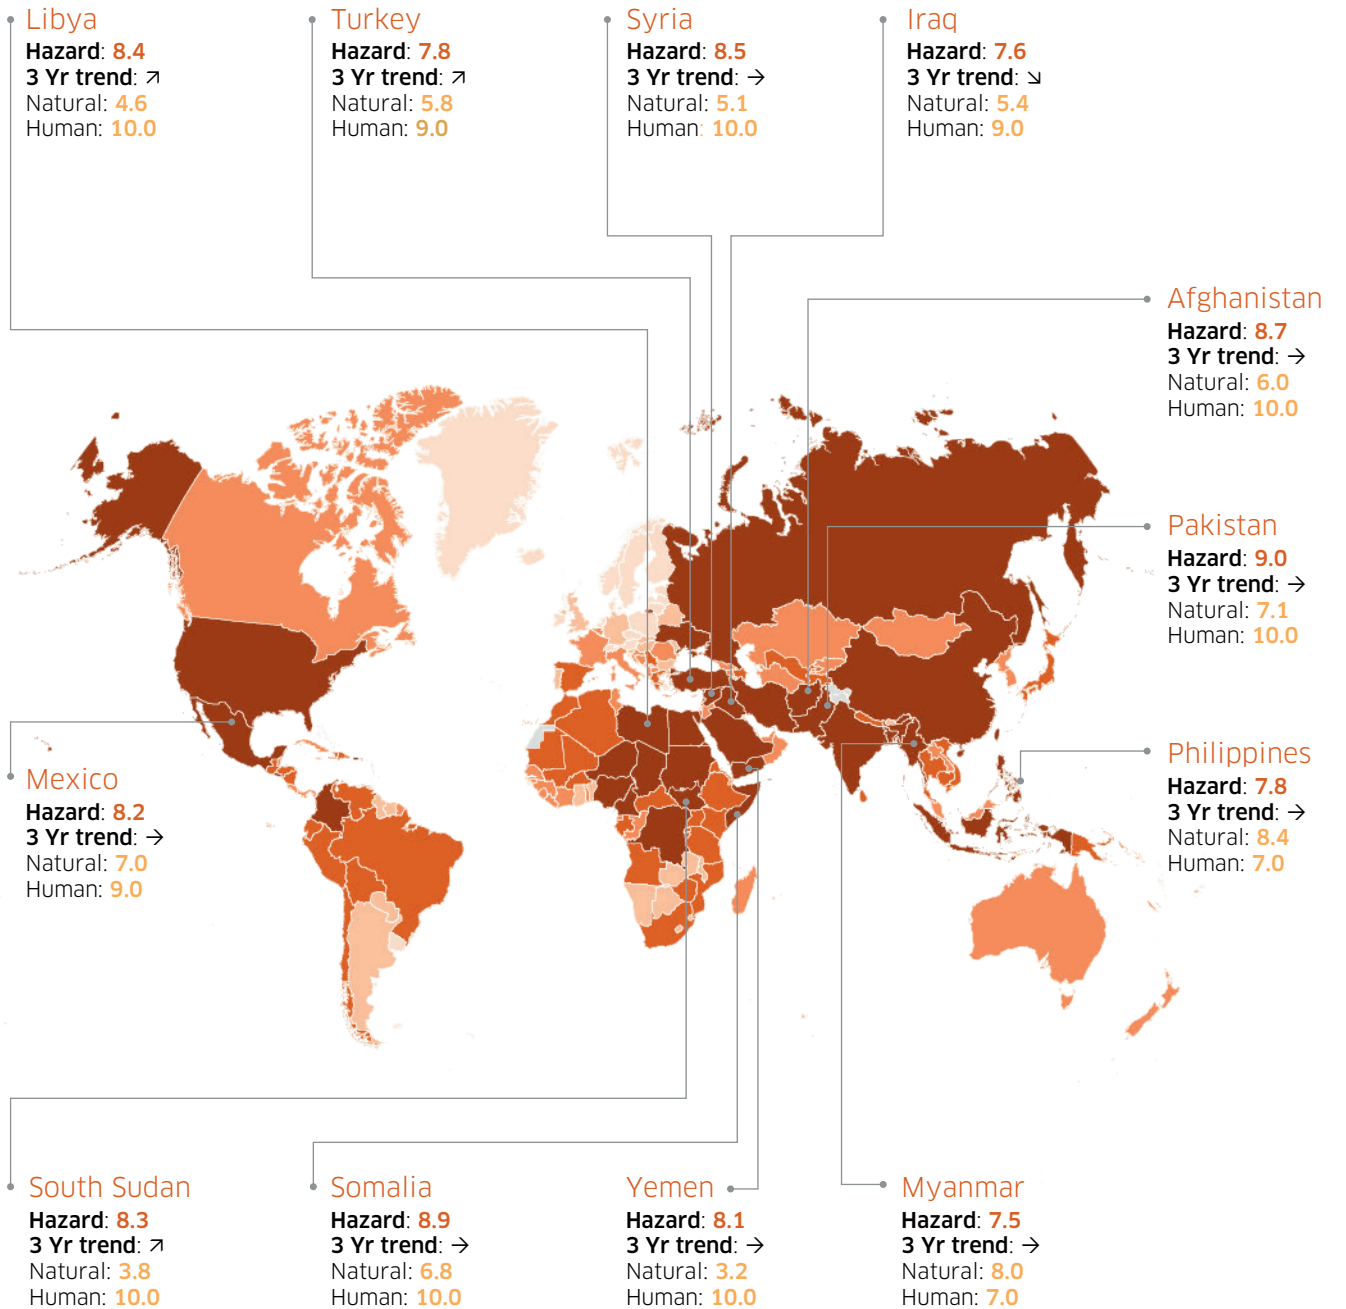 Libya
Hazard: 8.4
3 Yr trend: ↗
Natural: 4.6
Human: 10.0
Turkey
Hazard: 7.8
3 Yr trend: ↗
Natural: 5.8
Human: 9.0
Syria
Hazard: 8.5
3 Yr trend: →
Natural: 5.1
Human: 10.0
Iraq
Hazard: 7.6
3 Yr trend: ↘
Natural: 5.4
Human: 9.0
Afghanistan
Hazard: 8.7
3 Yr trend: →
Natural: 6.0
Human: 10.0
Pakistan
Hazard: 9.0
3 Yr trend: →
Natural: 7.1
Human: 10.0
Philippines
Hazard: 7.8
3 Yr trend: →
Natural: 8.4
Human: 7.0
Mexico
Hazard: 8.2
3 Yr trend: →
Natural: 7.0
Human: 9.0
South Sudan
Hazard: 8.3
3 Yr trend: ↗
Natural: 3.8
Human: 10.0
Somalia
Hazard: 8.9
3 Yr trend: →
Natural: 6.8
Human: 10.0
Yemen
Hazard: 8.1
3 Yr trend: →
Natural: 3.2
Human: 10.0
Myanmar
Hazard: 7.5
3 Yr trend: →
Natural: 8.0
Human: 7.0